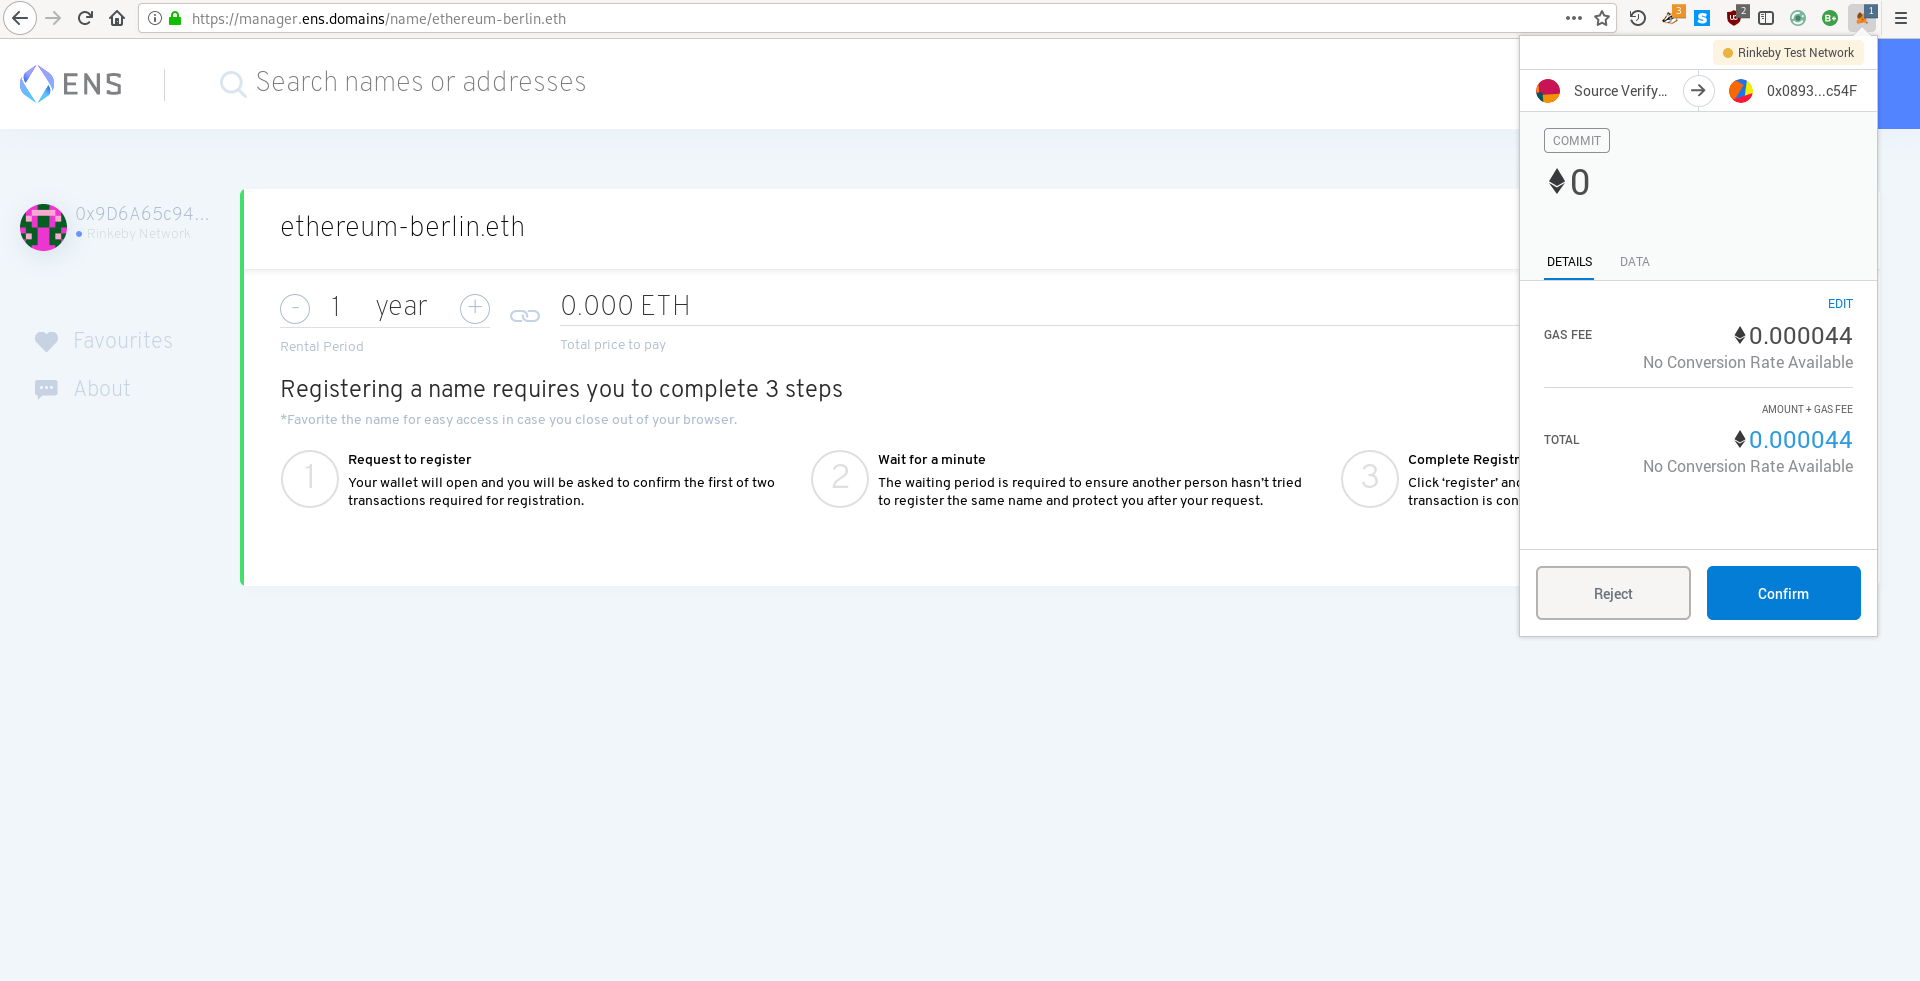 https://manager.ens.domains/name/ethereum-berlin.eth
3
S
2
B+
1
ENS
Search names or addresses
0x9D6A65c94...
Rinkeby Network
Favourites
About
ethereum-berlin.eth
- 1 year +
Rental Period
0.000 ETH
Total price to pay
Registering a name requires you to complete 3 steps
*Favorite the name for easy access in case you close out of your browser.
1
Request to register
Your wallet will open and you will be asked to confirm the first of two
transactions required for registration.
2
Wait for a minute
The waiting period is required to ensure another person hasn't tried
to register the same name and protect you after your request.
3
Complete Registr
Click ‘register’ and
transaction is con
Rinkeby Test Network
Source Verify...
0x0893...c54F
COMMIT
0
DETAILS
DATA
EDIT
GAS FEE
0.000044
No Conversion Rate Available
AMOUNT + GAS FEE
TOTAL
0.000044
No Conversion Rate Available
Reject
Confirm